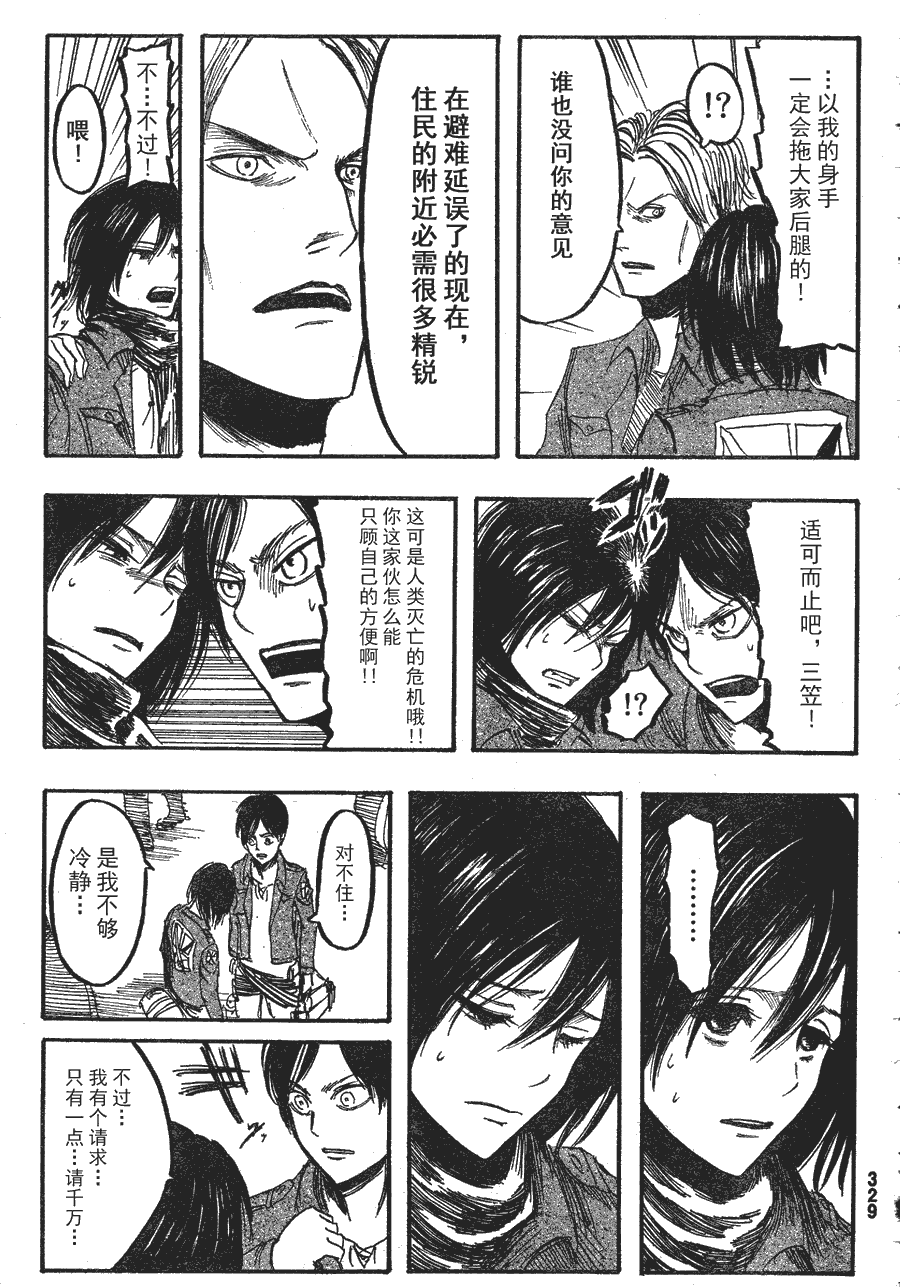 …以我的身手
一定会拖大家后腿的！
!?
谁也没问你的意见
在避难延误了的现在，
住民的附近必需很多精锐
不…不过！
喂！
适可而止吧，三笠！
!?
这可是人类灭亡的危机哦!!
你这家伙怎么能
只顾自己的方便啊!!
………
对不住…
是我不够
冷静…
不过…
我有个请求…
只有一点…请千万…
329